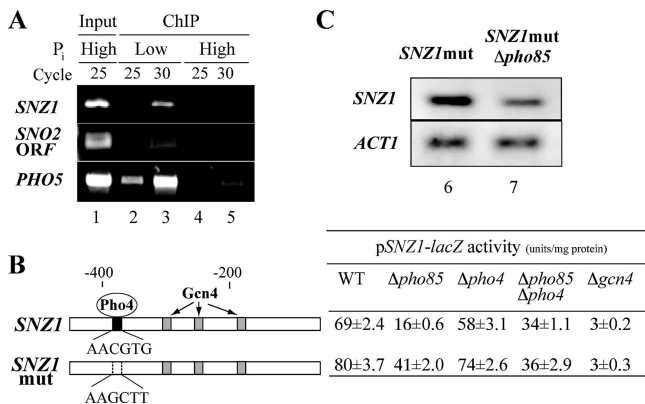 A
Input ChIP
Pi High Low High
Cycle 25 25 30 25 30
SNZ1
SNO2
ORF
PHO5
1 2 3 4 5
B
-400 -200
Pho4 Gcn4
SNZ1
AACGTG
SNZ1
mut
AAGCTT
C
SNZ1mut SNZ1mut
Δpho85
SNZ1
ACT1
6 7
pSNZ1-lacZ activity (units/mg protein)
WT Δpho85 Δpho4 Δpho85 Δgcn4
Δpho4
69±2.4 16±0.6 58±3.1 34±1.1 3±0.2
80±3.7 41±2.0 74±2.6 36±2.9 3±0.3